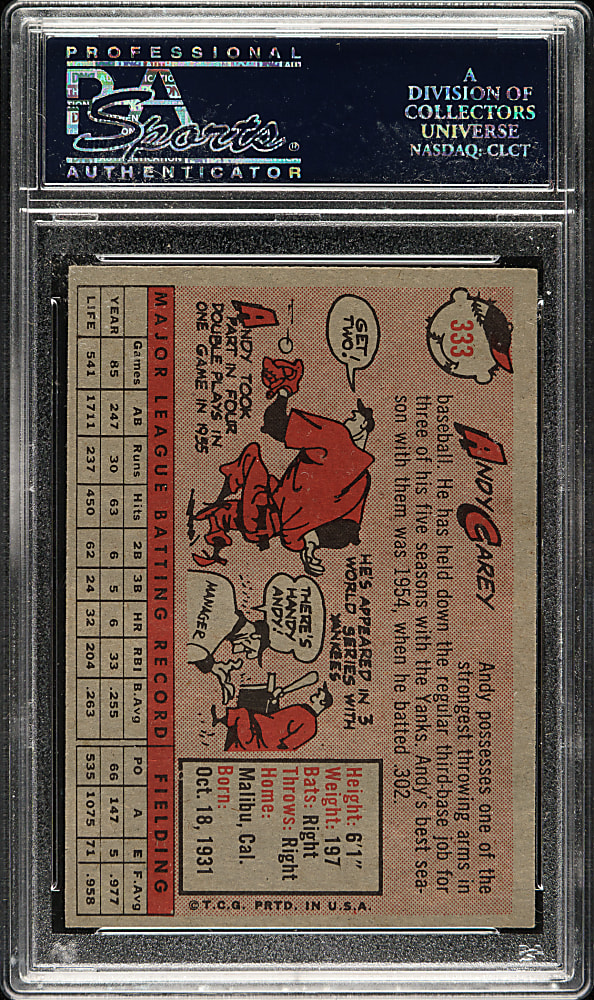 PROFESSIONAL
PSA
Sports®
AUTHENTICATOR
A
DIVISION OF
COLLECTORS
UNIVERSE
NASDAQ: CLCT
333
ANDY CAREY
Andy possesses one of the
strongest throwing arms in
baseball. He has held down the regular third-base job for
three of his five seasons with the Yanks. Andy's best sea-
son with them was 1954, when he batted .302.
GET
TWO!
ANDY TOOK
PART IN FOUR
DOUBLE PLAYS IN
ONE GAME IN 1955
HE'S APPEARED IN 3
WORLD SERIES WITH
YANKEES
THERE'S
HANDY
ANDY!
MANAGER
Height: 6'1"
Weight: 197
Bats: Right
Throws: Right
Home:
Malibu, Cal.
Born:
Oct. 18, 1931
© T.C.G. PRTD. IN U.S.A.
MAJOR LEAGUE BATTING RECORD FIELDING
Games AB Runs Hits 2B 3B HR RBI B.Avg PO A E F.Avg
YEAR 85 247 30 63 6 5 6 33 .255 66 147 5 .977
LIFE 541 1711 237 450 62 24 32 204 .263 535 1075 71 .958